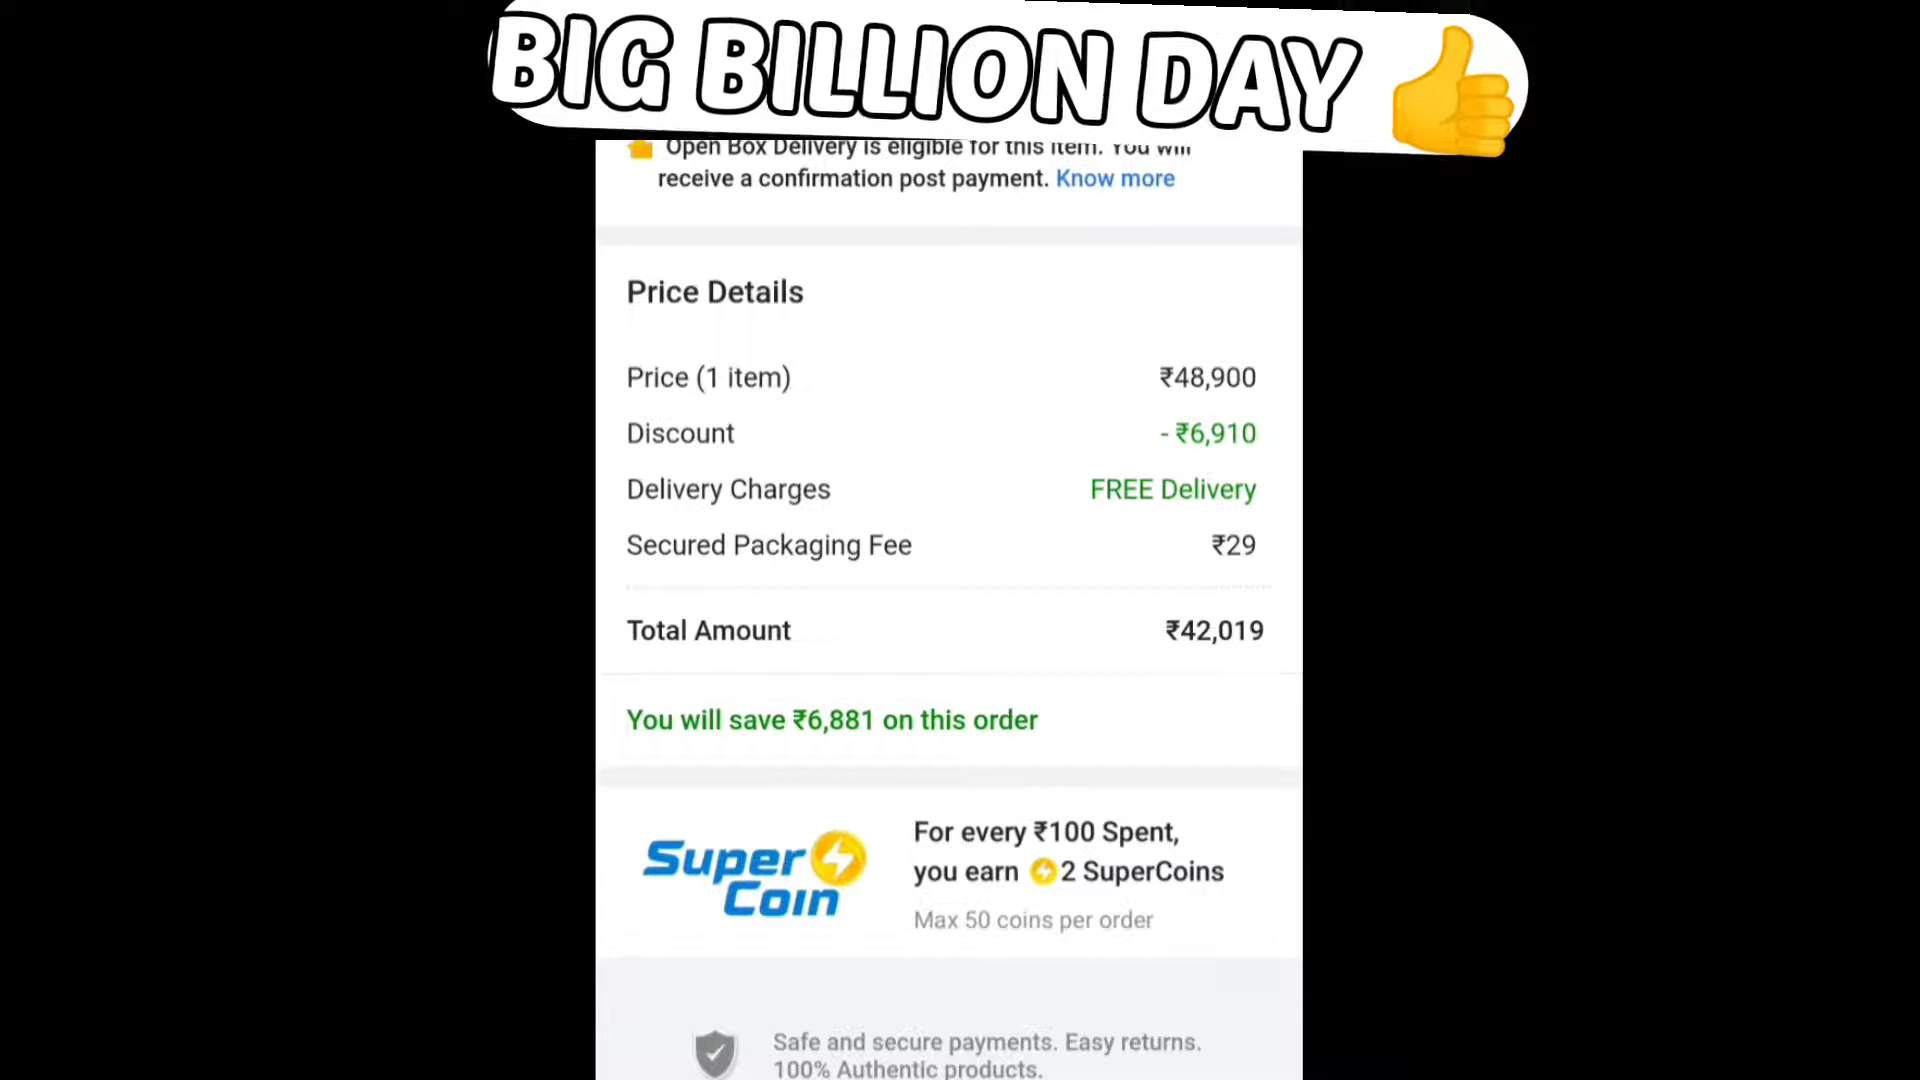 BIG BILLION DAY 👍
Open Box Delivery is eligible for this item. You will
receive a confirmation post payment. Know more
Price Details
Price (1 item) ₹48,900
Discount - ₹6,910
Delivery Charges FREE Delivery
Secured Packaging Fee ₹29
Total Amount ₹42,019
You will save ₹6,881 on this order
Super
Coin
For every ₹100 Spent,
you earn 2 SuperCoins
Max 50 coins per order
Safe and secure payments. Easy returns.
100% Authentic products.